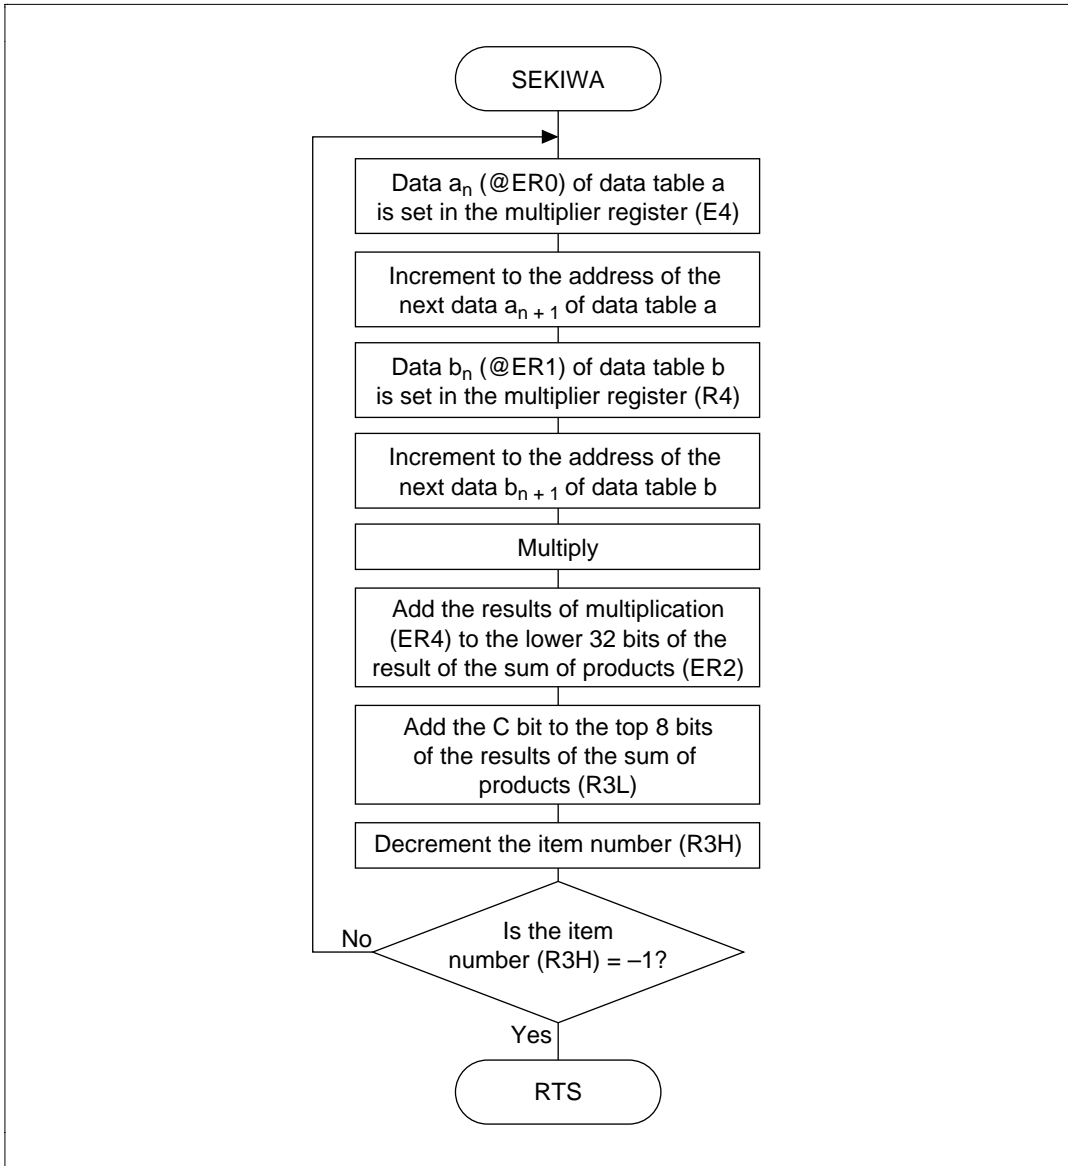 SEKIWA
Data an (@ER0) of data table a
is set in the multiplier register (E4)
Increment to the address of the
next data an + 1 of data table a
Data bn (@ER1) of data table b
is set in the multiplier register (R4)
Increment to the address of the
next data bn + 1 of data table b
Multiply
Add the results of multiplication
(ER4) to the lower 32 bits of the
result of the sum of products (ER2)
Add the C bit to the top 8 bits
of the results of the sum of
products (R3L)
Decrement the item number (R3H)
Is the item
number (R3H) = –1?
No
Yes
RTS